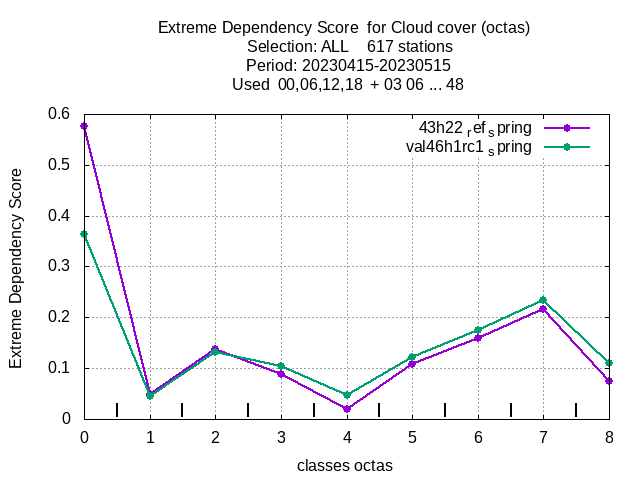 Extreme Dependency Score  for Cloud cover (octas)
Selection: ALL    617 stations
Period: 20230415-20230515
Used  00,06,12,18  + 03 06 ... 48
43h22 ref spring
val46h1rc1 spring
Extreme Dependency Score
0.6
0.5
0.4
0.3
0.2
0.1
0
0 1 2 3 4 5 6 7 8
classes octas